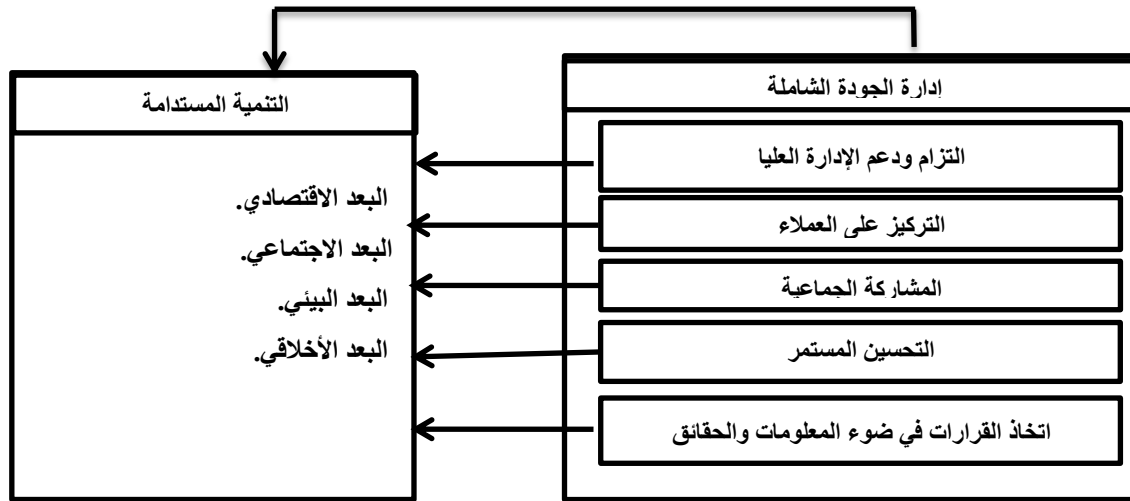 إدارة الجودة الشاملة
التزام ودعم الإدارة العليا
التركيز على العملاء
المشاركة الجماعية
التحسين المستمر
اتخاذ القرارات في ضوء المعلومات والحقائق
التنمية المستدامة
البعد الاقتصادي.
البعد الاجتماعي.
البعد البيئي.
البعد الأخلاقي.